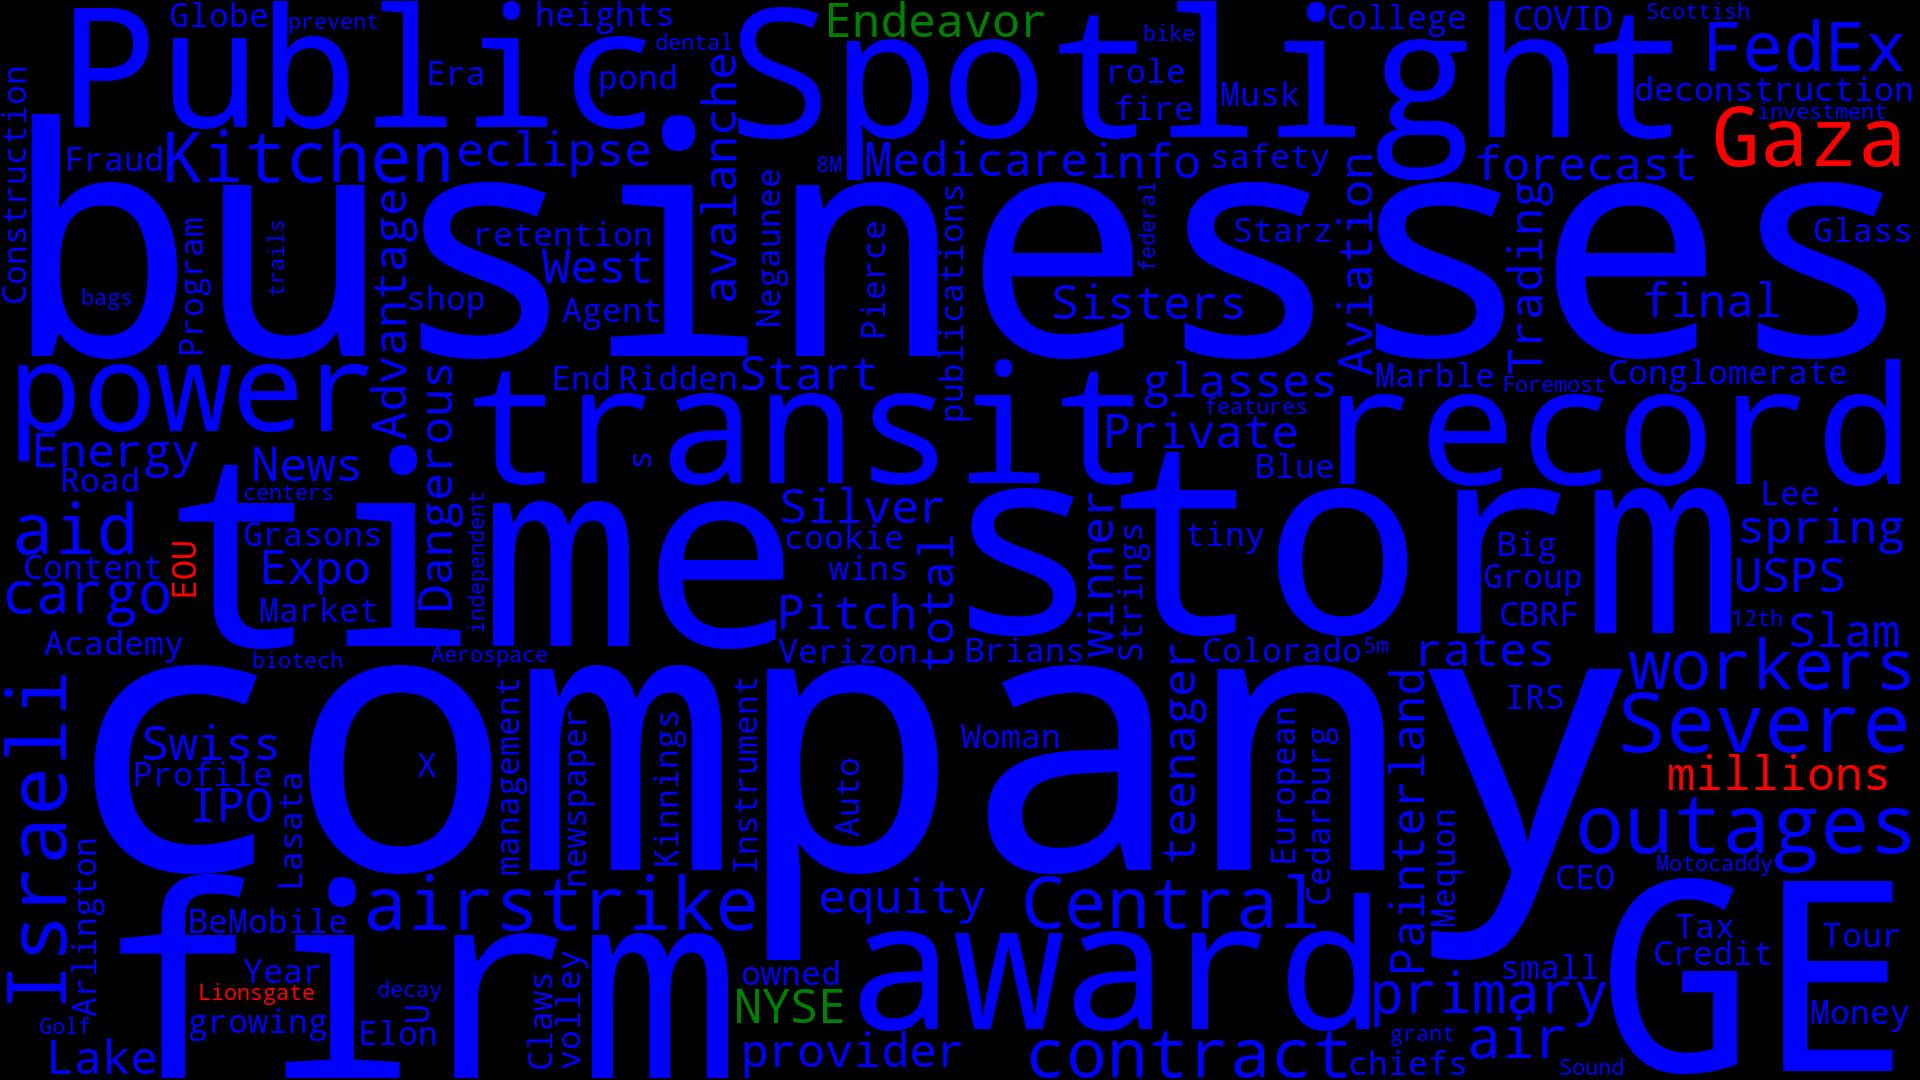 Globe prevent heights Endeavor College COVID Scottish
Public Spotlight FedEx
Era pond dental bike role fire Musk deconstruction
investment Gaza
Construction Fraud Kitchen eclipse avalanche 8M Medicare info safety forecast
businesses
bags Program trails Advantage retention West shop Agent Negaunee Pierce publications federal Sisters Starz Aviation Trading final Glass
power Dangerous End Ridden Start glasses Marble Foremost Conglomerate
transit features Private record
Energy Road News s Blue
centers Silver Lee
aid Grasons independent cookie winner Strings tiny Big spring
time storm
Content EOU Expo wins total Group USPS
cargo Market Pitch CBRF 12th Slam
Academy biotech Aerospace Verizon Brians Colorado 5m rates workers
company
Israeli Swiss X management newspaper Kinnings Instrument Auto Woman teenager European Cedarburg Painterland IRS Severe
Profile millions
IPO Lasata Mequon outages
Arlington Motocaddy
CEO
BeMobile airstrike equity Central
firm award GE
Year decay owned small Tax Credit Tour
Lionsgate U Claws volley NYSE primary
Golf growing Elon grant air Money
Lake provider contract chiefs Sound